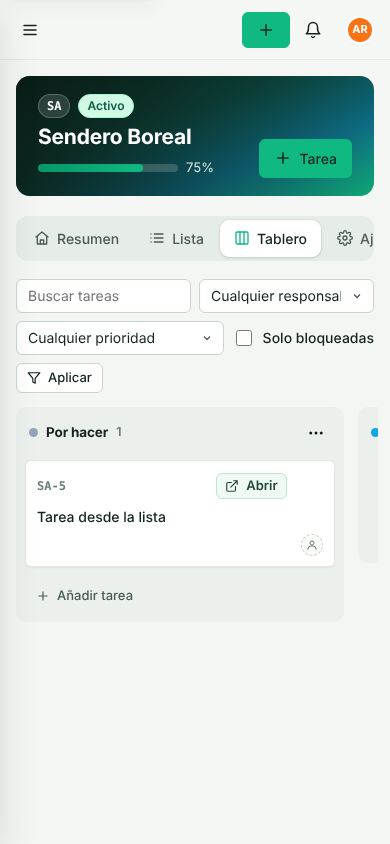 AR
SA Activo
Sendero Boreal
75%
Tarea
Resumen Lista Tablero Aj
Buscar tareas
Cualquier responsal
Cualquier prioridad
Solo bloqueadas
Aplicar
Por hacer 1
SA-5 Abrir
Tarea desde la lista
Añadir tarea